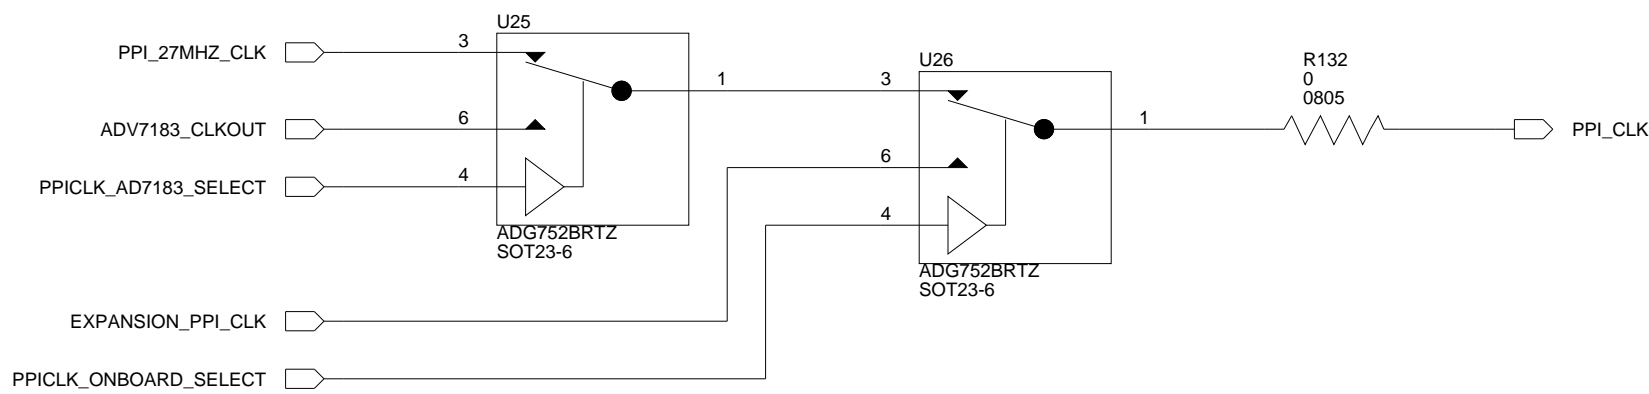 U25
PPI_27MHZ_CLK
3
1
ADV7183_CLKOUT
6
PPICLK_AD7183_SELECT
4
ADG752BRTZ
SOT23-6
U26
3
1
6
4
ADG752BRTZ
SOT23-6
R132
0
0805
PPI_CLK
EXPANSION_PPI_CLK
PPICLK_ONBOARD_SELECT